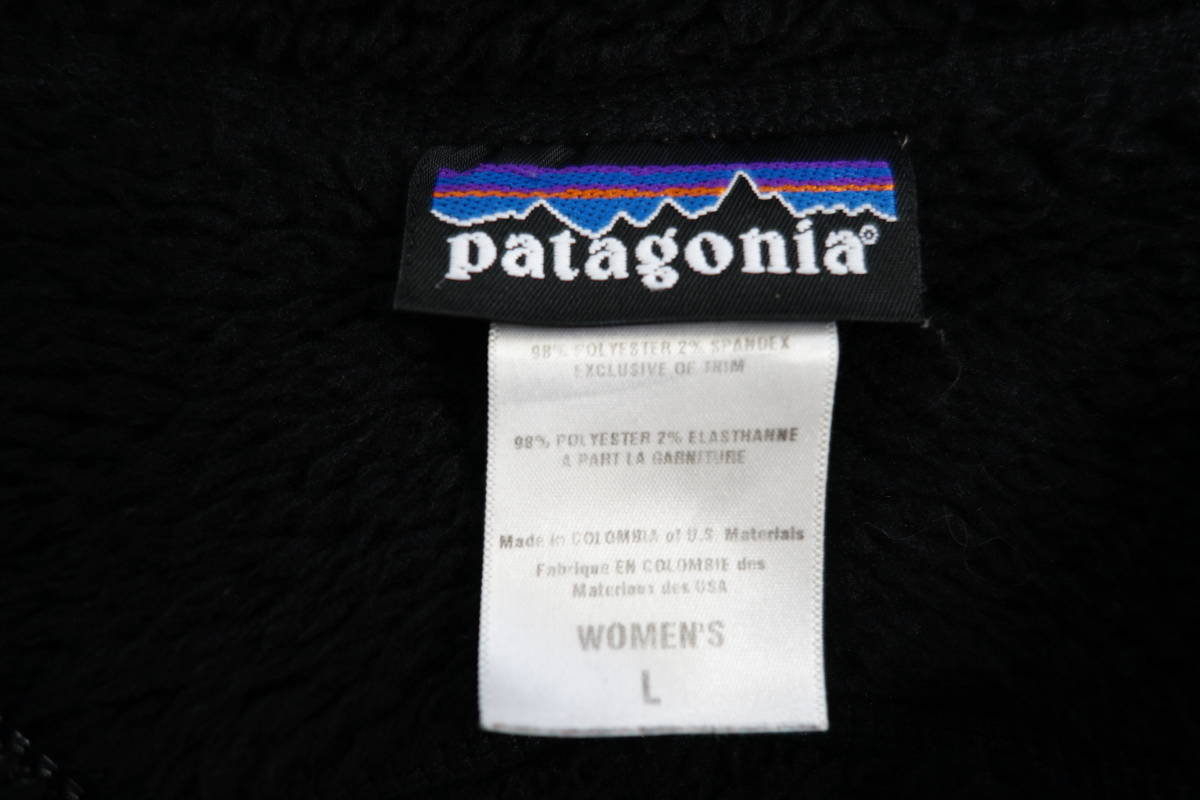 patagonia®
98% POLYESTER 2% SPANDEX
EXCLUSIVE OF TRIM
98% POLYESTER 2% ELASTHANNE
A PART LA GARNITURE
Made in COLOMBIA of U.S. Materials
Fabrique EN COLOMBIE des
Materiaux des USA
WOMEN'S
L